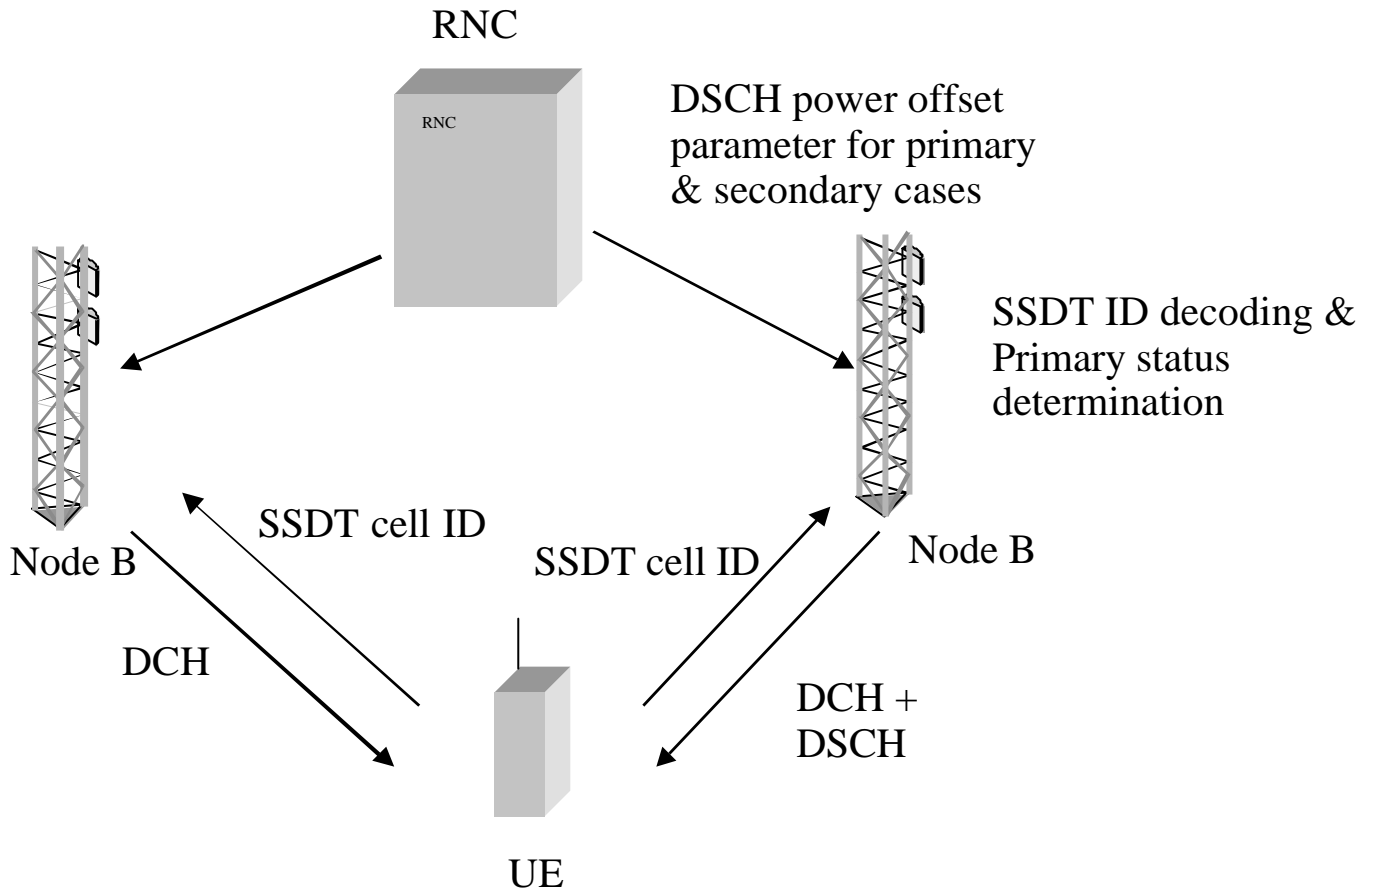 RNC
RNC
DSCH power offset
parameter for primary
& secondary cases
SSDT ID decoding &
Primary status
determination
SSDT cell ID
SSDT cell ID
Node B
Node B
DCH
DCH +
DSCH
UE